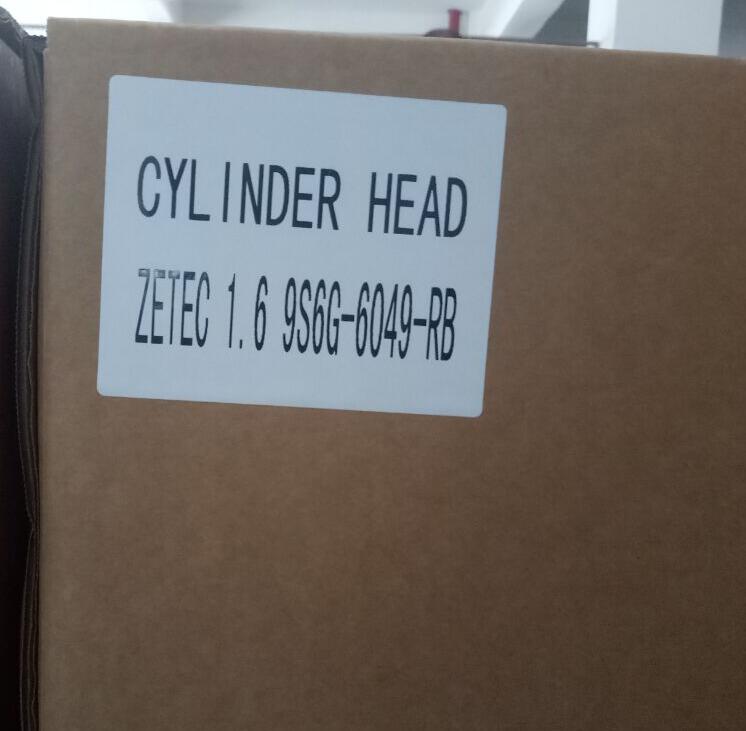 CYLINDER HEAD
ZETEC 1.6 9S6G-6049-RB